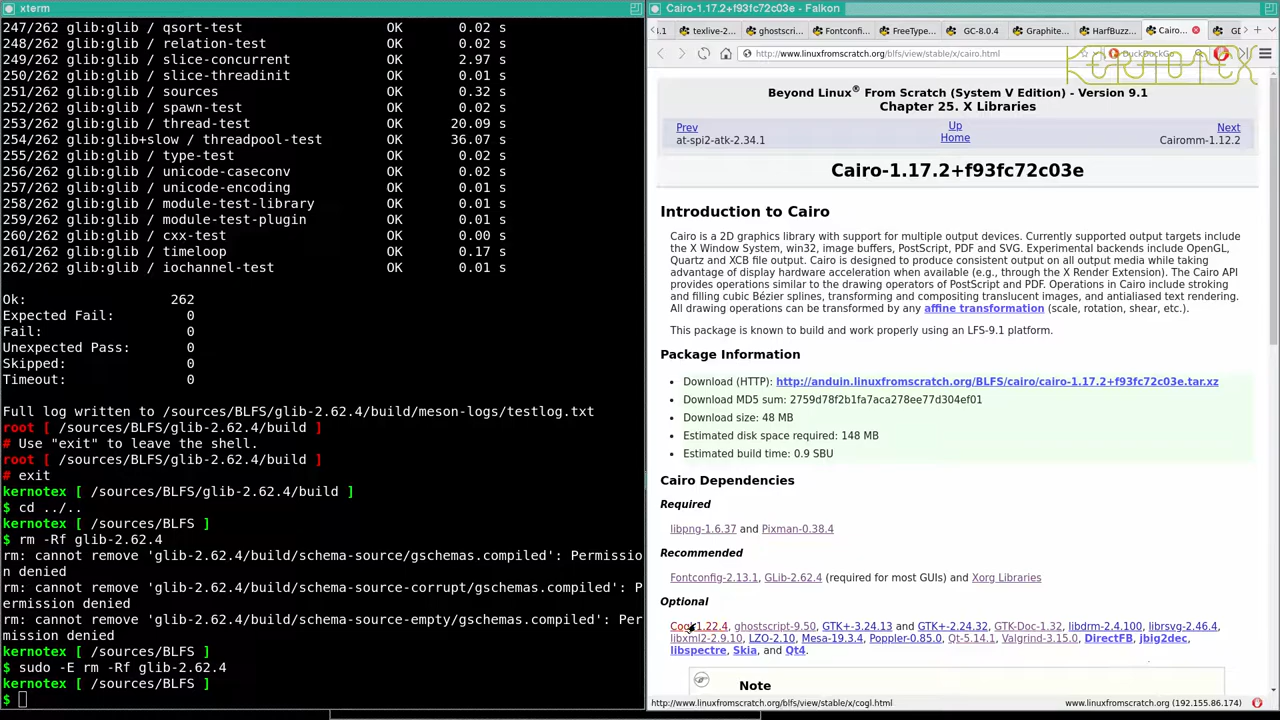 xterm
247/262 glib:glib / qsort-test OK 0.02 s
248/262 glib:glib / relation-test OK 0.04 s
249/262 glib:glib / slice-concurrent OK 2.97 s
250/262 glib:glib / slice-threadinit OK 0.01 s
251/262 glib:glib / sources OK 0.32 s
252/262 glib:glib / spawn-test OK 0.02 s
253/262 glib:glib / thread-test OK 20.09 s
254/262 glib:glib+slow / threadpool-test OK 36.07 s
255/262 glib:glib / type-test OK 0.02 s
256/262 glib:glib / unicode-caseconv OK 0.02 s
257/262 glib:glib / unicode-encoding OK 0.01 s
258/262 glib:glib / module-test-library OK 0.01 s
259/262 glib:glib / module-test-plugin OK 0.01 s
260/262 glib:glib / cxx-test OK 0.00 s
261/262 glib:glib / timeloop OK 0.17 s
262/262 glib:glib / iochannel-test OK 0.01 s
Ok: 262
Expected Fail: 0
Fail: 0
Unexpected Pass: 0
Skipped: 0
Timeout: 0
Full log written to /sources/BLFS/glib-2.62.4/build/meson-logs/testlog.txt
root [ /sources/BLFS/glib-2.62.4/build ]
# Use "exit" to leave the shell.
root [ /sources/BLFS/glib-2.62.4/build ]
# exit
kernotex [ /sources/BLFS/glib-2.62.4/build ]
$ cd ../..
kernotex [ /sources/BLFS ]
$ rm -Rf glib-2.62.4
rm: cannot remove 'glib-2.62.4/build/schema-source/gschemas.compiled': Permissio
n denied
rm: cannot remove 'glib-2.62.4/build/schema-source-corrupt/gschemas.compiled': P
ermission denied
rm: cannot remove 'glib-2.62.4/build/schema-source-empty/gschemas.compiled': Per
mission denied
kernotex [ /sources/BLFS ]
$ sudo -E rm -Rf glib-2.62.4
kernotex [ /sources/BLFS ]
$
Cairo-1.17.2+f93fc72c03e - Falkon
.1 texlive-2 ghostscri... Fontconfi... FreeType... GC-8.0.4 Graphite... HarfBuzz... Cairo...
http://www.linuxfromscratch.org/blfs/view/stable/x/cairo.html DuckDuckGo
Kernotex
Beyond Linux® From Scratch (System V Edition) - Version 9.1
Chapter 25. X Libraries
Prev Up Next
at-spi2-atk-2.34.1 Home Cairomm-1.12.2
Cairo-1.17.2+f93fc72c03e
Introduction to Cairo
Cairo is a 2D graphics library with support for multiple output devices. Currently supported output targets include
the X Window System, win32, image buffers, PostScript, PDF and SVG. Experimental backends include OpenGL,
Quartz and XCB file output. Cairo is designed to produce consistent output on all output media while taking
advantage of display hardware acceleration when available (e.g., through the X Render Extension). The Cairo API
provides operations similar to the drawing operators of PostScript and PDF. Operations in Cairo include stroking
and filling cubic Bézier splines, transforming and compositing translucent images, and antialiased text rendering.
All drawing operations can be transformed by any affine transformation (scale, rotation, shear, etc.).
This package is known to build and work properly using an LFS-9.1 platform.
Package Information
• Download (HTTP): http://anduin.linuxfromscratch.org/BLFS/cairo/cairo-1.17.2+f93fc72c03e.tar.xz
• Download MD5 sum: 2759d78f2b1fa7aca278ee77d304ef01
• Download size: 48 MB
• Estimated disk space required: 148 MB
• Estimated build time: 0.9 SBU
Cairo Dependencies
Required
libpng-1.6.37 and Pixman-0.38.4
Recommended
Fontconfig-2.13.1, GLib-2.62.4 (required for most GUIs) and Xorg Libraries
Optional
Cogl-1.22.4, ghostscript-9.50, GTK+-3.24.13 and GTK+-2.24.32, GTK-Doc-1.32, libdrm-2.4.100, librsvg-2.46.4,
libxml2-2.9.10, LZO-2.10, Mesa-19.3.4, Poppler-0.85.0, Qt-5.14.1, Valgrind-3.15.0, DirectFB, jbig2dec,
libspectre, Skia, and Qt4.
Note
http://www.linuxfromscratch.org/blfs/view/stable/x/cogl.html www.linuxfromscratch.org (192.155.86.174)